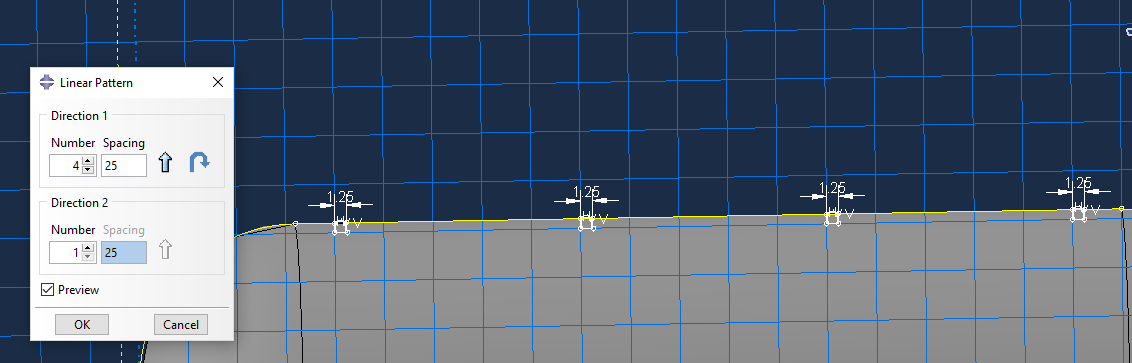 Linear Pattern
Direction 1
Number Spacing
4 25
Direction 2
Number Spacing
1 25
Preview
OK Cancel
1.25 1.25 1.25 1.25
V V V V